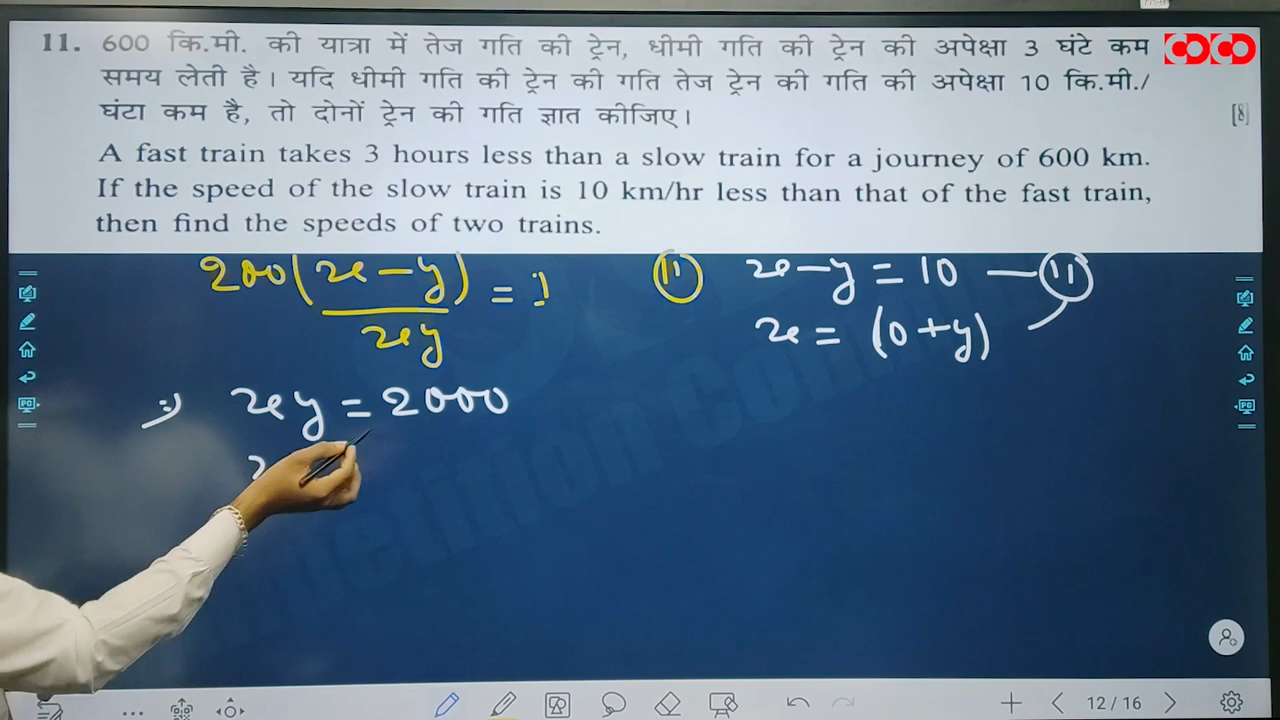 11. 600 कि.मी. की यात्रा में तेज गति की ट्रेन, धीमी गति की ट्रेन की अपेक्षा 3 घंटे कम
समय लेती है। यदि धीमी गति की ट्रेन की गति तेज ट्रेन की गति की अपेक्षा 10 कि.मी./
घंटा कम है, तो दोनों ट्रेन की गति ज्ञात कीजिए।
[8]
COCO
A fast train takes 3 hours less than a slow train for a journey of 600 km.
If the speed of the slow train is 10 km/hr less than that of the fast train,
then find the speeds of two trains.
200(x-y)/xy = 1
(11) x-y=10 —(11)
x = 10+y)
⇒ xy=2000
12/16